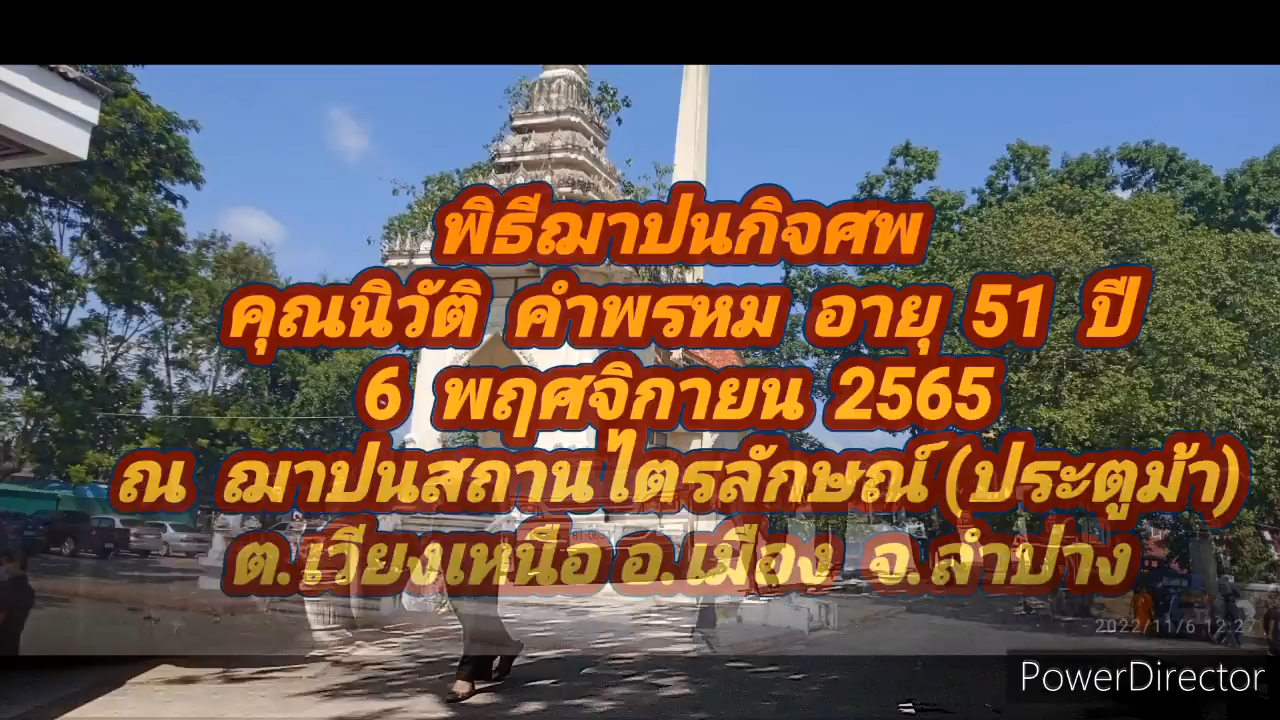 พิธีฌาปนกิจศพ
คุณนิวัติ คำพรหม อายุ 51 ปี
6 พฤศจิกายน 2565
ณ ฌาปนสถานไตรลักษณ์ (ประตูม้า)
ต.เวียงเหนือ อ.เมือง จ.ลำปาง
2022/11/6 12:27
PowerDirector